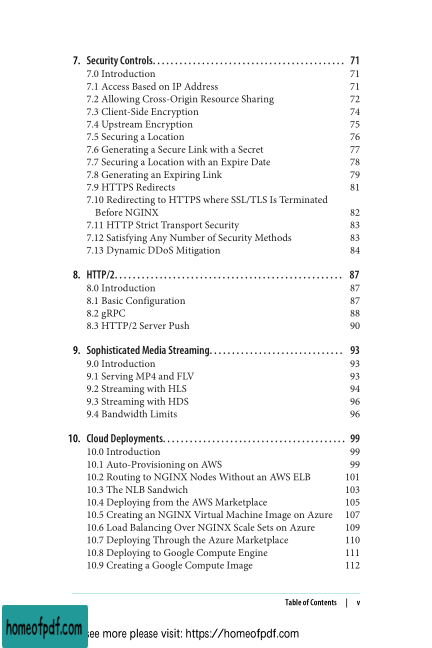 7. Security Controls. . . . . . . . . . . . . . . . . . . . . . . . . . . . . . . . . . . . . . . . . . 71
7.0 Introduction 71
7.1 Access Based on IP Address 71
7.2 Allowing Cross-Origin Resource Sharing 72
7.3 Client-Side Encryption 74
7.4 Upstream Encryption 75
7.5 Securing a Location 76
7.6 Generating a Secure Link with a Secret 77
7.7 Securing a Location with an Expire Date 78
7.8 Generating an Expiring Link 79
7.9 HTTPS Redirects 81
7.10 Redirecting to HTTPS where SSL/TLS Is Terminated
Before NGINX 82
7.11 HTTP Strict Transport Security 83
7.12 Satisfying Any Number of Security Methods 83
7.13 Dynamic DDoS Mitigation 84
8. HTTP/2. . . . . . . . . . . . . . . . . . . . . . . . . . . . . . . . . . . . . . . . . . . . . . . . . . 87
8.0 Introduction 87
8.1 Basic Configuration 87
8.2 gRPC 88
8.3 HTTP/2 Server Push 90
9. Sophisticated Media Streaming. . . . . . . . . . . . . . . . . . . . . . . . . . . . . 93
9.0 Introduction 93
9.1 Serving MP4 and FLV 93
9.2 Streaming with HLS 94
9.3 Streaming with HDS 96
9.4 Bandwidth Limits 96
10. Cloud Deployments. . . . . . . . . . . . . . . . . . . . . . . . . . . . . . . . . . . . . . . . 99
10.0 Introduction 99
10.1 Auto-Provisioning on AWS 99
10.2 Routing to NGINX Nodes Without an AWS ELB 101
10.3 The NLB Sandwich 103
10.4 Deploying from the AWS Marketplace 105
10.5 Creating an NGINX Virtual Machine Image on Azure 107
10.6 Load Balancing Over NGINX Scale Sets on Azure 109
10.7 Deploying Through the Azure Marketplace 110
10.8 Deploying to Google Compute Engine 111
10.9 Creating a Google Compute Image 112
Table of Contents | v
homeofpdf.com
see more please visit: https://homeofpdf.com